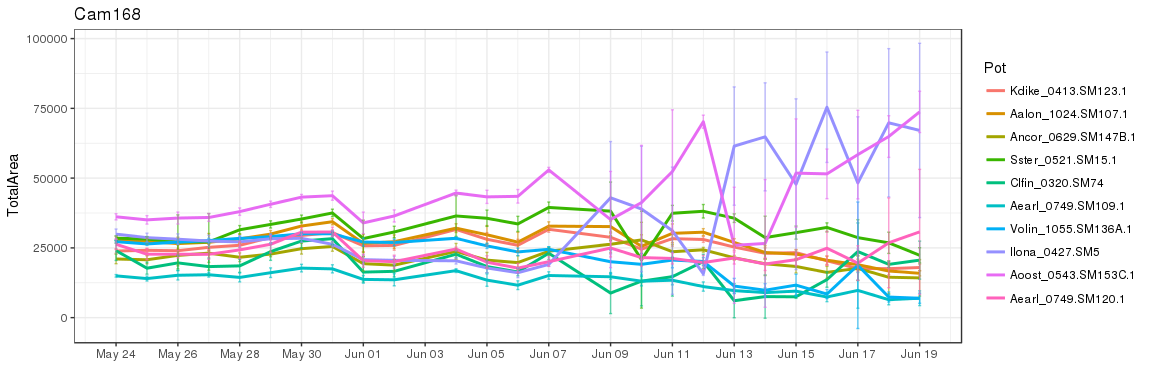 Cam168
TotalArea
100000
75000
50000
25000
0
May 24 May 26 May 28 May 30 Jun 01 Jun 03 Jun 05 Jun 07 Jun 09 Jun 11 Jun 13 Jun 15 Jun 17 Jun 19
Pot
Kdike_0413.SM123.1
Aalon_1024.SM107.1
Ancor_0629.SM147B.1
Sster_0521.SM15.1
Clfin_0320.SM74
Aearl_0749.SM109.1
Volin_1055.SM136A.1
Ilona_0427.SM5
Aoost_0543.SM153C.1
Aearl_0749.SM120.1